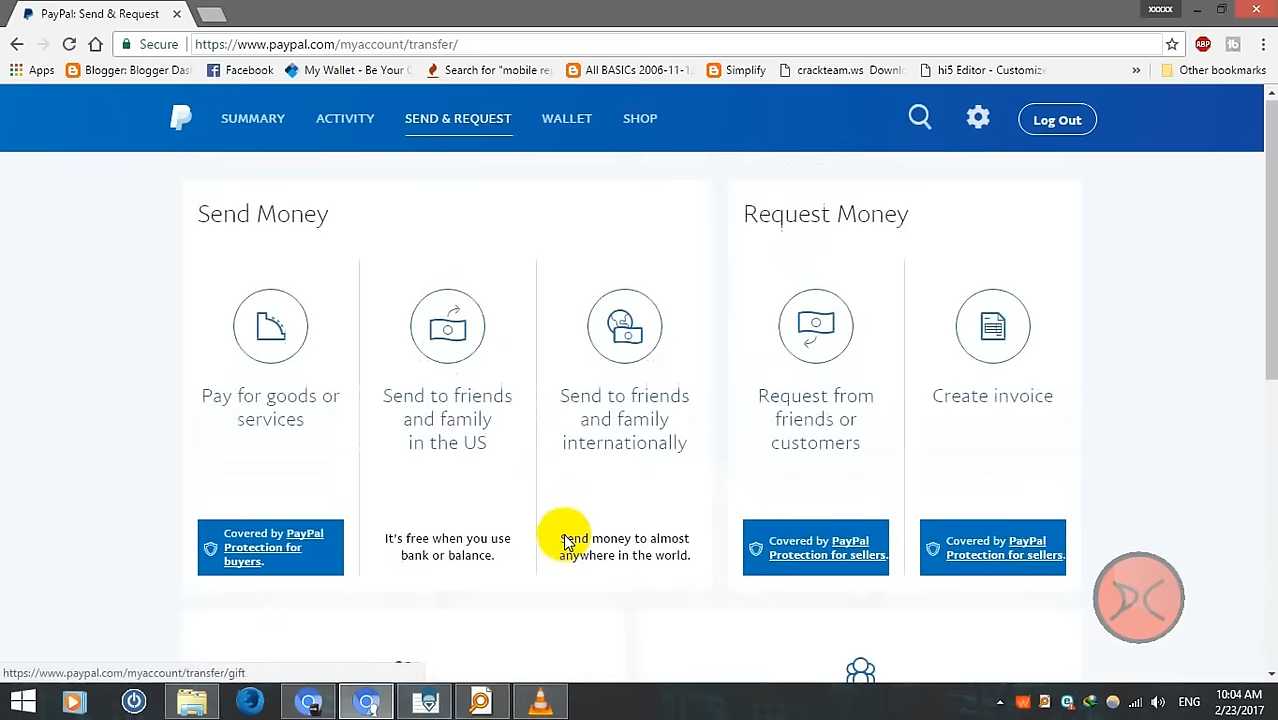 PayPal: Send & Request
xxxxx
Secure
https://www.paypal.com/myaccount/transfer/
ABP
Apps
Blogger: Blogger Das
Facebook
My Wallet - Be Your
Search for "mobile re
All BASICs 2006-11-1
Simplify
crackteam.ws Downl
hi5 Editor - Customiz
»
Other bookmarks
SUMMARY
ACTIVITY
SEND & REQUEST
WALLET
SHOP
Log Out
Send Money
Request Money
Pay for goods or
services
Send to friends
and family
in the US
Send to friends
and family
internationally
Request from
friends or
customers
Create invoice
Covered by PayPal
Protection for
buyers.
It's free when you use
bank or balance.
Send money to almost
anywhere in the world.
Covered by PayPal
Protection for sellers.
Covered by PayPal
Protection for sellers.
DC
https://www.paypal.com/myaccount/transfer/gift
ENG
10:04 AM
2/23/2017